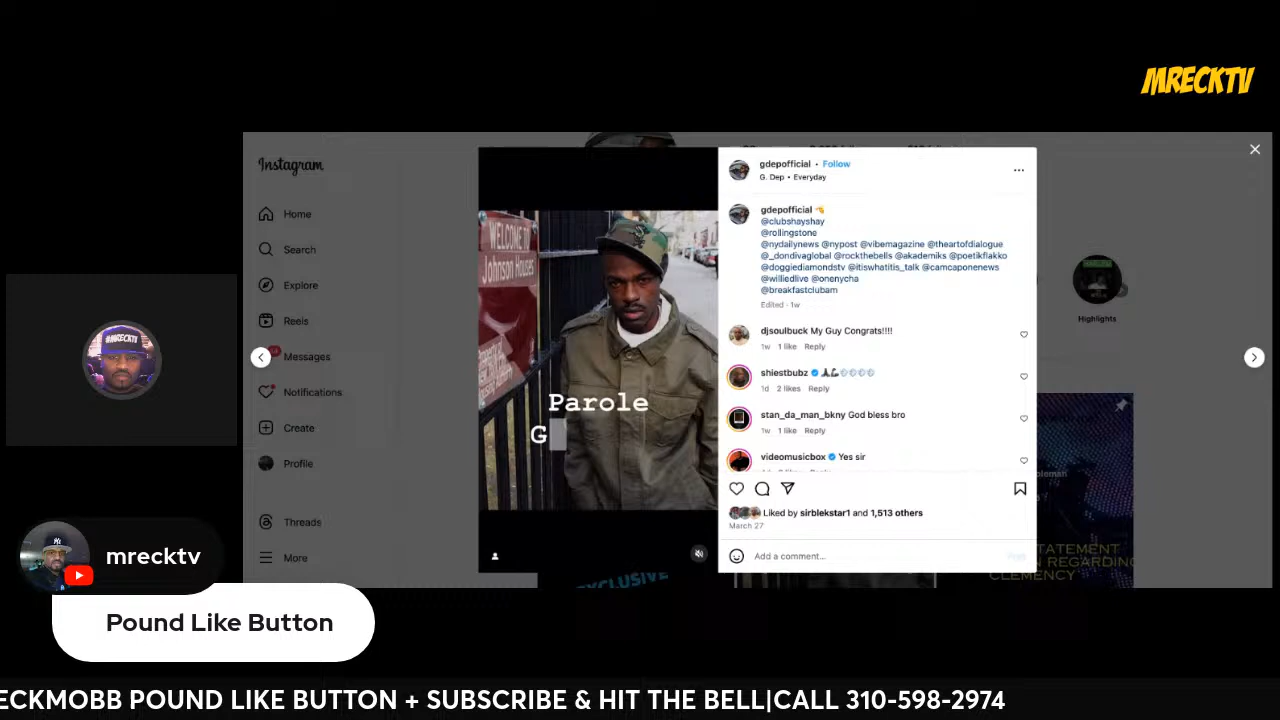 MRECKTV
Instagram
Home
Search
Explore
Reels
Messages
Notifications
Create
Profile
Threads
More
WELCOME TO
Johnson Houses
Parole
G
gdepofficial • Follow
G. Dep • Everyday
gdepofficial
@clubshayshay
@rollingstone
@nydailynews @nypost @vibemagazine @theartofdialogue
@_dondivaglobal @rockthebells @akademiks @poetikflakko
@doggiediamondstv @itiswhatitis_talk @camcaponenews
@williedlive @onenycha
@breakfastclubam
Edited · 1w
djsoulbuck My Guy Congrats!!!!
1w 1 like Reply
shiestbubz
1d 2 likes Reply
stan_da_man_bkny God bless bro
1w 1 like Reply
videomusicbox Yes sir
Liked by sirblekstar1 and 1,513 others
March 27
Add a comment...
Post
Highlights
TATEMENT
REGARDING
CLEMENCY
EXCLUSIVE
#MRECKTV
mrecktv
Pound Like Button
ECKMOBB POUND LIKE BUTTON + SUBSCRIBE & HIT THE BELL|CALL 310-598-2974